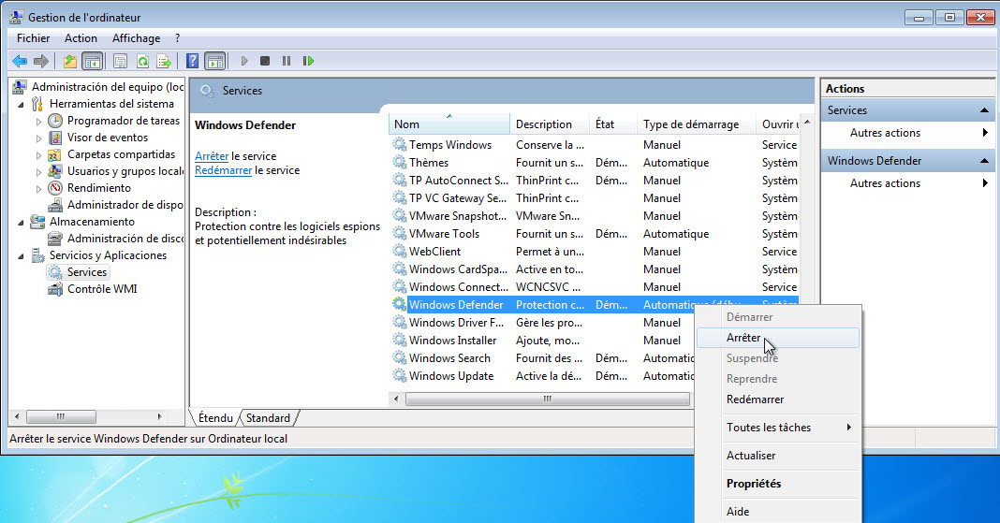 Gestion de l'ordinateur
Fichier Action Affichage ?
Administración del equipo (loc
Herramientas del sistema
Programador de tareas
Visor de eventos
Carpetas compartidas
Usuarios y grupos locale
Rendimiento
Administrador de dispo
Almacenamiento
Administración de disco
Servicios y Aplicaciones
Services
Contrôle WMI
Services
Windows Defender
Arrêter le service
Redémarrer le service
Description :
Protection contre les logiciels espions
et potentiellement indésirables
Nom Description État Type de démarrage Ouvrir u
Temps Windows Conserve la ... Manuel Service
Thèmes Fournit un s... Dém... Automatique Systèm
TP AutoConnect S... ThinPrint c... Manuel Systèm
TP VC Gateway Se... ThinPrint c... Manuel Systèm
VMware Snapshot... VMware Sn... Manuel Systèm
VMware Tools Fournit un s... Dém... Automatique Systèm
WebClient Permet à un... Manuel Service
Windows CardSpa... Active en to... Manuel Systèm
Windows Connect... WCNCSVC ... Manuel Service
Windows Defender Protection c... Dém... Automatique (débu Systèm
Windows Driver F... Gère les pro... Manuel
Windows Installer Ajoute, mo... Manuel
Windows Search Fournit des ... Dém... Automatic
Windows Update Active la dé... Dém... Automatic
Étendu Standard
Actions
Services
Autres actions
Windows Defender
Autres actions
Démarrer
Arrêter
Suspendre
Reprendre
Redémarrer
Toutes les tâches
Actualiser
Propriétés
Aide
Arrêter le service Windows Defender sur Ordinateur local